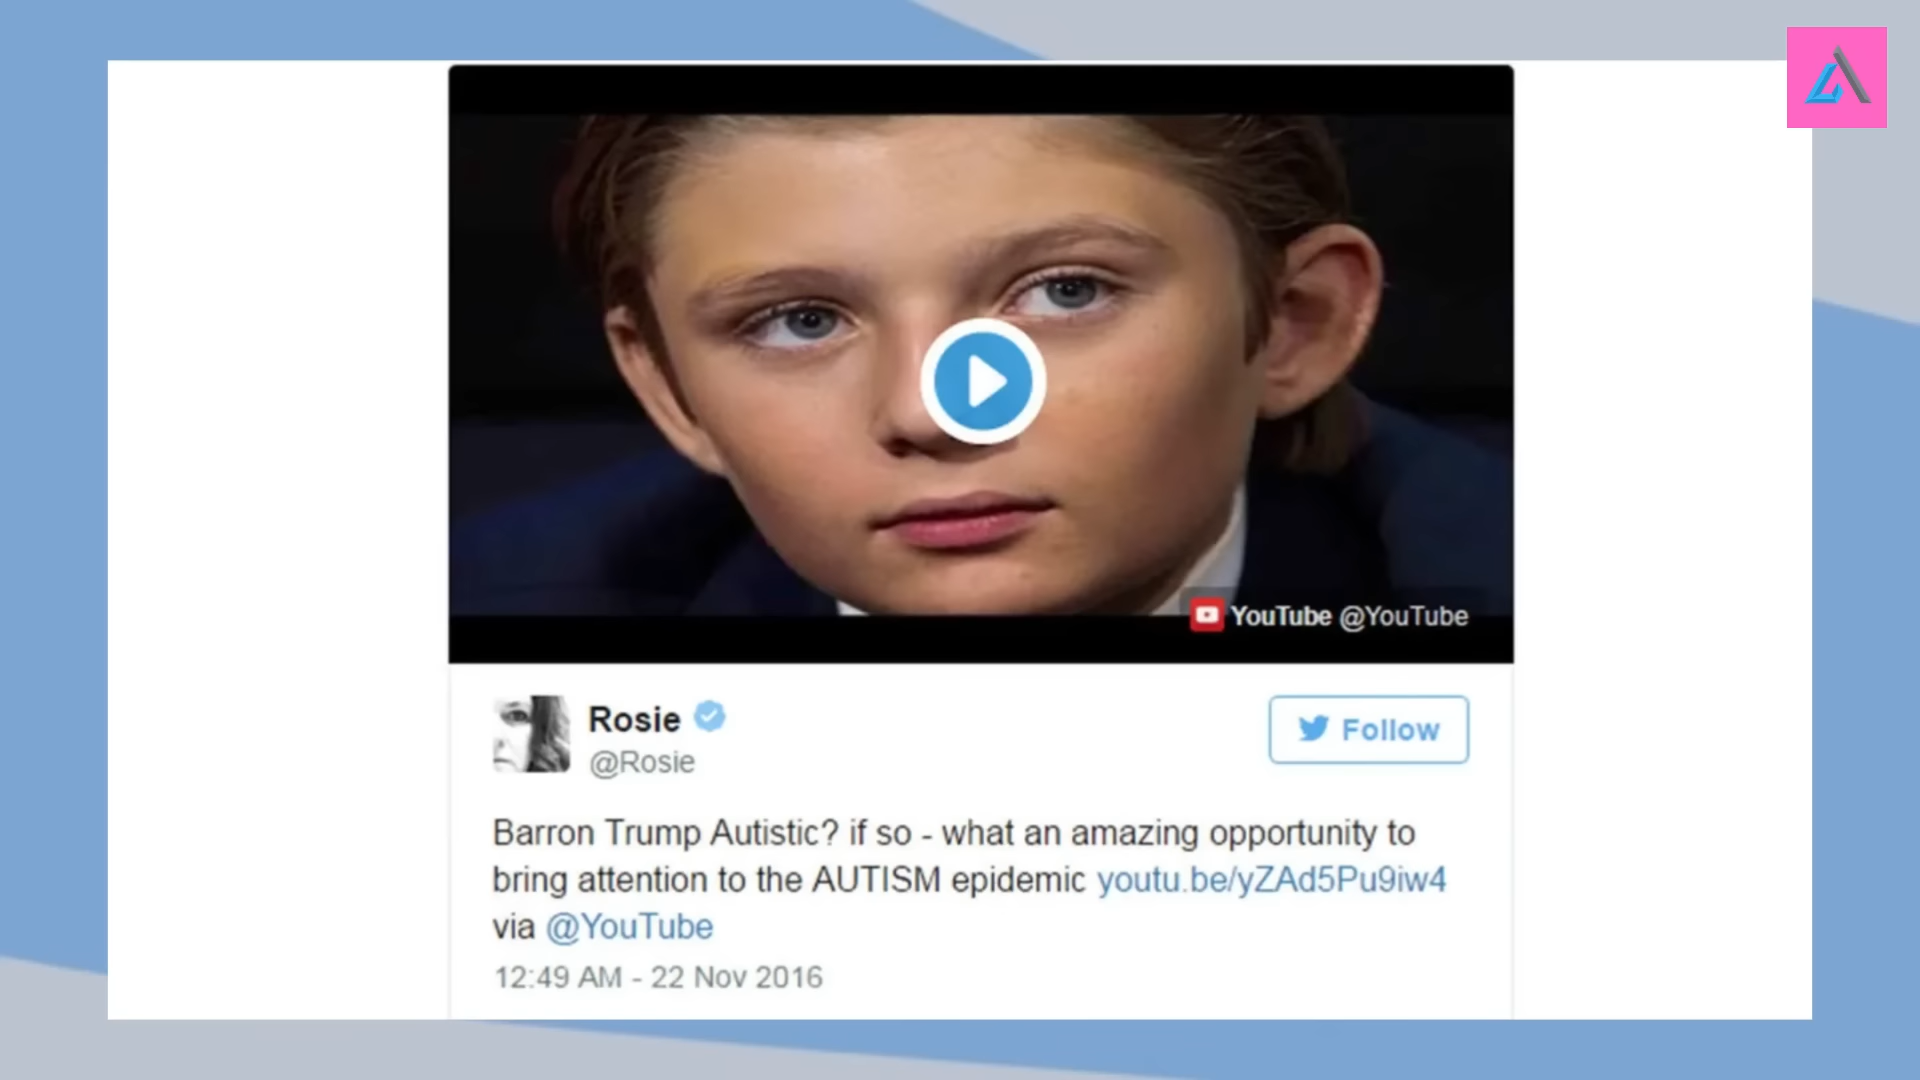 YouTube @YouTube
Rosie
@Rosie
Follow
Barron Trump Autistic? if so - what an amazing opportunity to
bring attention to the AUTISM epidemic youtu.be/yZAd5Pu9iw4
via @YouTube
12:49 AM - 22 Nov 2016